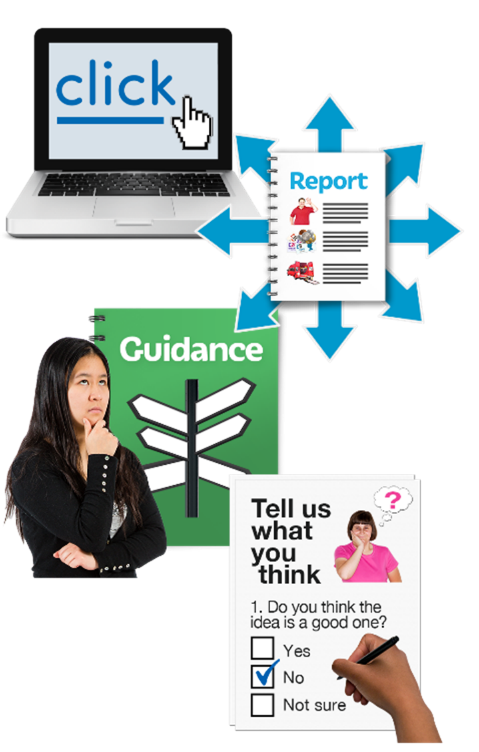 click
Report
Guidance
?
Tell us
what
you
think
1. Do you think the
idea is a good one?
Yes
No
Not sure